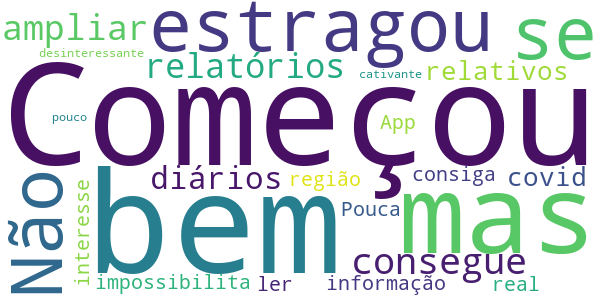 ampliar
estragou
se
desinteressante
relatórios
cativante
relativos
Começou
pouco
App
Não
bem
mas
diários
região
consiga
covid
interesse
Pouca
consegue
impossibilita
ler
informação
real